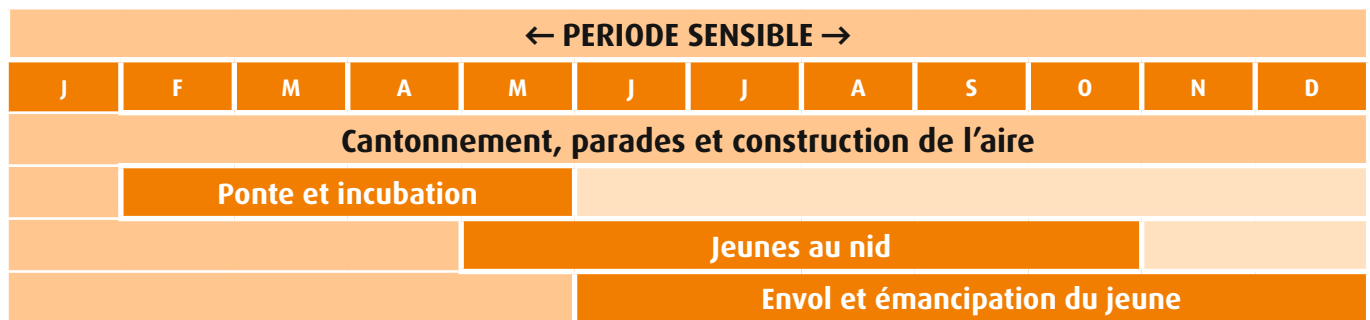 ← PERIODE SENSIBLE →
J F M A M J J A S O N D
Cantonnement, parades et construction de l’aire
Ponte et incubation
Jeunes au nid
Envol et émancipation du jeune